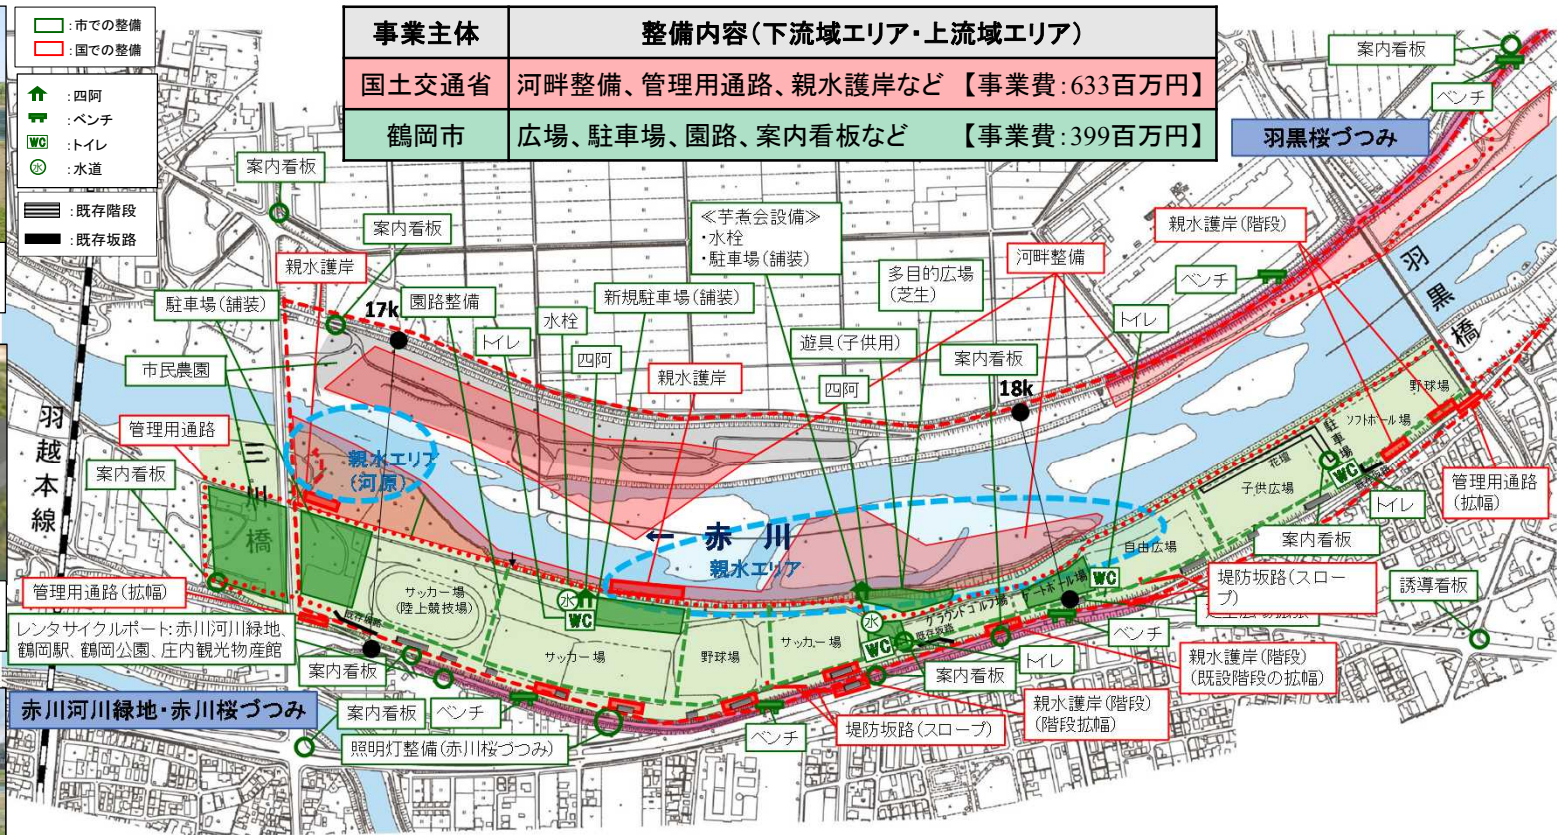 ：市での整備
：国での整備
：四阿
：ベンチ
WC ：トイレ
水 ：水道
：既存階段
：既存坂路
事業主体 整備内容（下流域エリア・上流域エリア）
国土交通省 河畔整備、管理用通路、親水護岸など 【事業費：633百万円】
鶴岡市 広場、駐車場、園路、案内看板など 【事業費：399百万円】
案内看板
ベンチ
羽黒桜づつみ
案内看板
案内看板
≪芋煮会設備≫
・水栓
・駐車場（舗装）
親水護岸（階段）
親水護岸
多目的広場
（芝生）
河畔整備
ベンチ
羽黒橋
駐車場（舗装）
17k
園路整備
新規駐車場（舗装）
水栓
トイレ
トイレ
四阿
遊具（子供用）
案内看板
市民農園
親水護岸
四阿
18k
野球場
ソフトボール場
羽越本線
管理用通路
三川橋
親水エリア
（河原）
駐車場
花壇
案内看板
子供広場
WC
管理用通路
（拡幅）
トイレ
← 赤川
親水エリア
自由広場
案内看板
管理用通路（拡幅）
サッカー場
（陸上競技場）
水
WC
ゲートボール場
WC
堤防坂路（スロー
プ）
誘導看板
レンタサイクルポート：赤川河川緑地、
鶴岡駅、鶴岡公園、庄内観光物産館
既存坂路
水
グラウンドゴルフ場
既存坂路
サッカー場
野球場
サッカー場
WC
ベンチ
案内看板
案内看板
トイレ
親水護岸（階段）
（既設階段の拡幅）
赤川河川緑地・赤川桜づつみ
案内看板
ベンチ
親水護岸（階段）
（階段拡幅）
照明灯整備（赤川桜づつみ）
ベンチ
堤防坂路（スロープ）